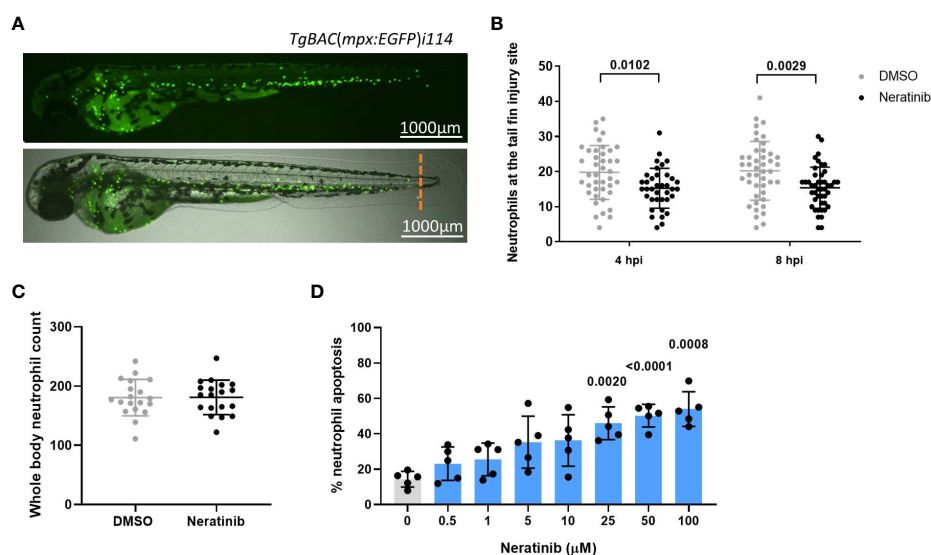 A
TgBAC(mpx:EGFP)i114
1000µm
1000µm
B
Neutrophils at the tail fin injury site
50
40
30
20
10
0
0.0102
0.0029
DMSO
Neratinib
4 hpi
8 hpi
C
Whole body neutrophil count
300
200
100
0
DMSO
Neratinib
D
% neutrophil apoptosis
100
80
60
40
20
0
0.0020
<0.0001
0.0008
0 0.5 1 5 10 25 50 100
Neratinib (µM)